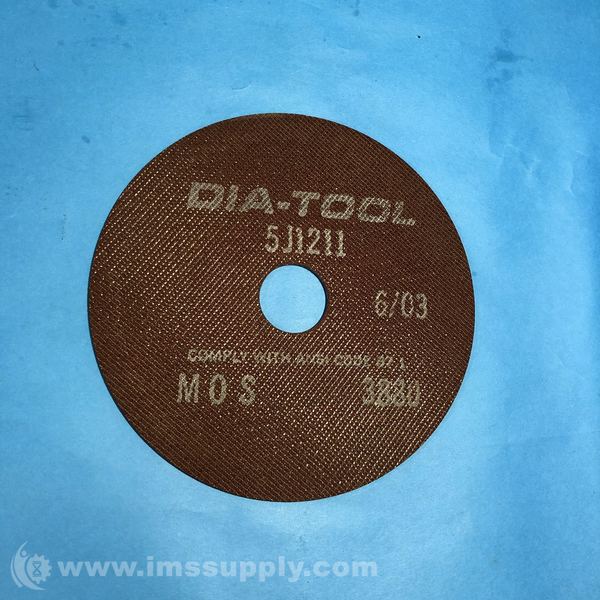 DIA-TOOL
5J1211
6/03
COMPLY WITH ANSI CODE B7.1
MOS 3880
www.imssupply.com